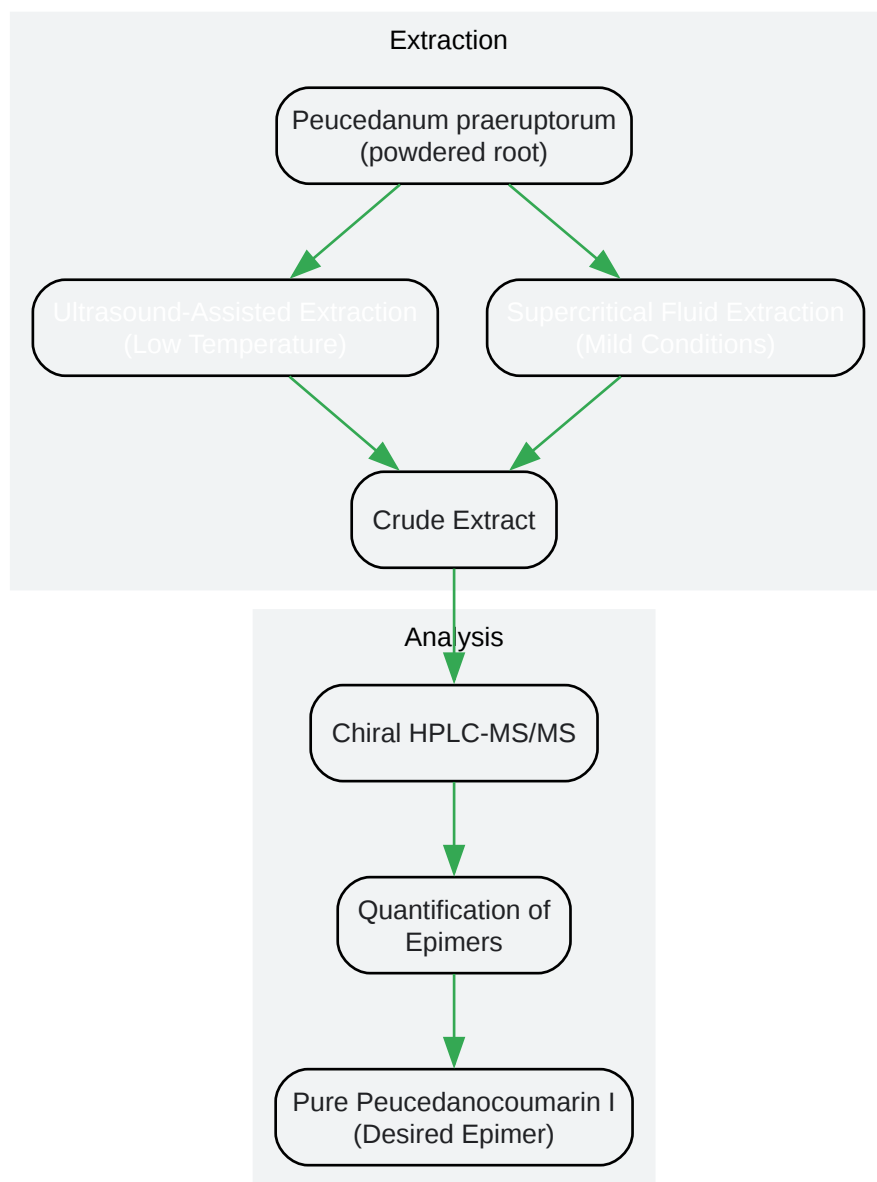 Extraction
Peucedanum praeruptorum
(powdered root)
Ultrasound-Assisted Extraction
(Low Temperature)
Supercritical Fluid Extraction
(Mild Conditions)
Crude Extract
Analysis
Chiral HPLC-MS/MS
Quantification of
Epimers
Pure Peucedanocoumarin I
(Desired Epimer)